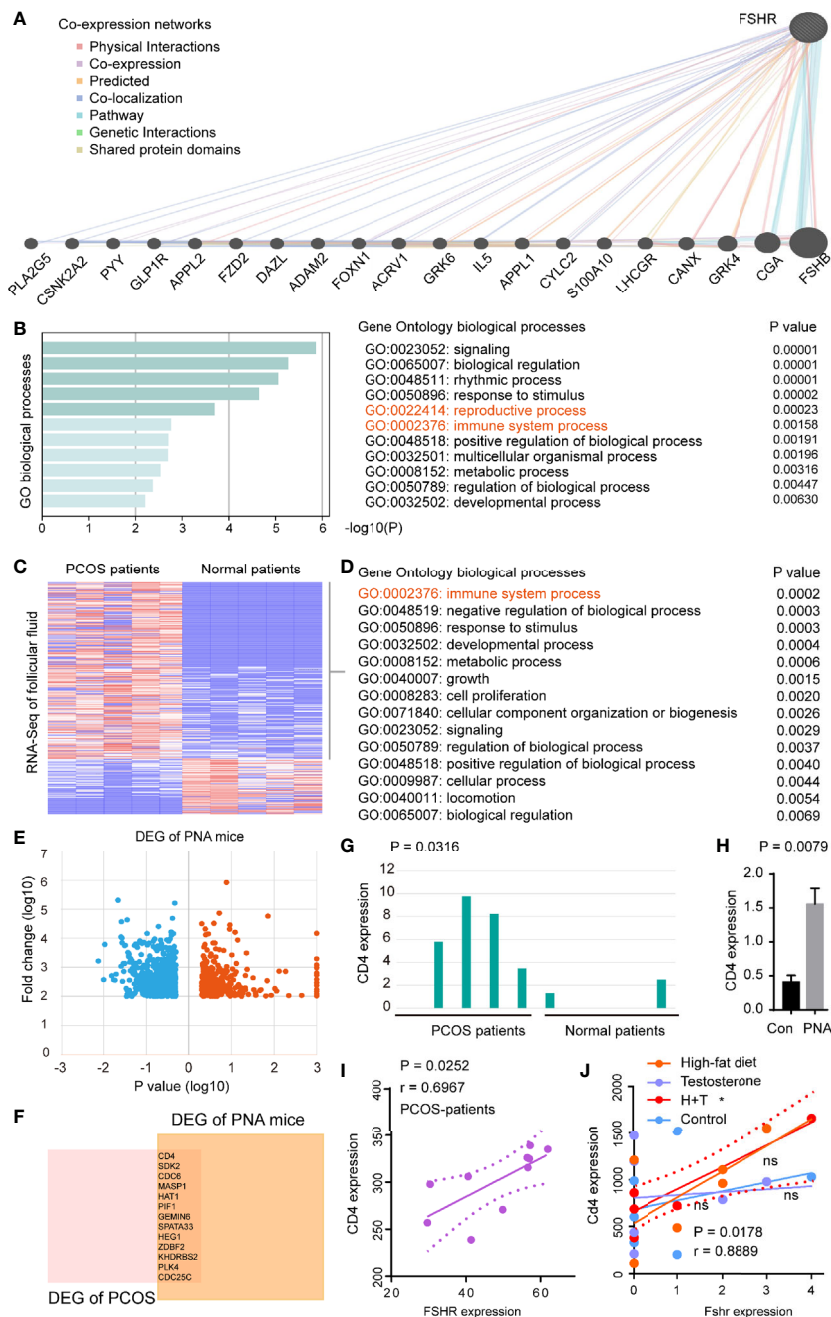 A
Co-expression networks
Physical Interactions
Co-expression
Predicted
Co-localization
Pathway
Genetic Interactions
Shared protein domains
FSHR
PLA2G5
CSNK2A2
PYY
GLP1R
APPL2
FZD2
DAZL
ADAM2
FOXN1
ACRV1
GRK6
IL5
APPL1
CYLC2
S100A10
LHCGR
CANX
GRK4
CGA
FSHB
B
GO biological processes
0 1 2 3 4 5 6 -log10(P)
Gene Ontology biological processes P value
GO:0023052: signaling 0.00001
GO:0065007: biological regulation 0.00001
GO:0048511: rhythmic process 0.00001
GO:0050896: response to stimulus 0.00002
GO:0022414: reproductive process 0.00023
GO:0002376: immune system process 0.00158
GO:0048518: positive regulation of biological process 0.00191
GO:0032501: multicellular organismal process 0.00196
GO:0008152: metabolic process 0.00316
GO:0050789: regulation of biological process 0.00447
GO:0032502: developmental process 0.00630
C
PCOS patients Normal patients
RNA-Seq of follicular fluid
D
Gene Ontology biological processes P value
GO:0002376: immune system process 0.0002
GO:0048519: negative regulation of biological process 0.0003
GO:0050896: response to stimulus 0.0003
GO:0032502: developmental process 0.0004
GO:0008152: metabolic process 0.0006
GO:0040007: growth 0.0015
GO:0008283: cell proliferation 0.0020
GO:0071840: cellular component organization or biogenesis 0.0026
GO:0023052: signaling 0.0029
GO:0050789: regulation of biological process 0.0037
GO:0048518: positive regulation of biological process 0.0040
GO:0009987: cellular process 0.0044
GO:0040011: locomotion 0.0054
GO:0065007: biological regulation 0.0069
E
DEG of PNA mice
Fold change (log10)
7
6
5
4
3
2
1
0
-3 -2 -1 0 1 2 3
P value (log10)
F
DEG of PNA mice
CD4
SDK2
CDC6
MASP1
HAT1
PIF1
GEMIN6
SPATA33
HEG1
ZDBF2
KHDRBS2
PLK4
CDC25C
DEG of PCOS
G
P = 0.0316
CD4 expression
12
10
8
6
4
2
0
PCOS patients Normal patients
H
P = 0.0079
CD4 expression
2.0
1.5
1.0
0.5
0.0
Con PNA
I
P = 0.0252
r = 0.6967
PCOS-patients
CD4 expression
400
350
300
250
200
20 40 60
FSHR expression
J
High-fat diet
Testosterone
H+T *
Control
Cd4 expression
2000
1500
1000
500
0
ns
ns
ns
P = 0.0178
r = 0.8889
0 1 2 3 4
Fshr expression